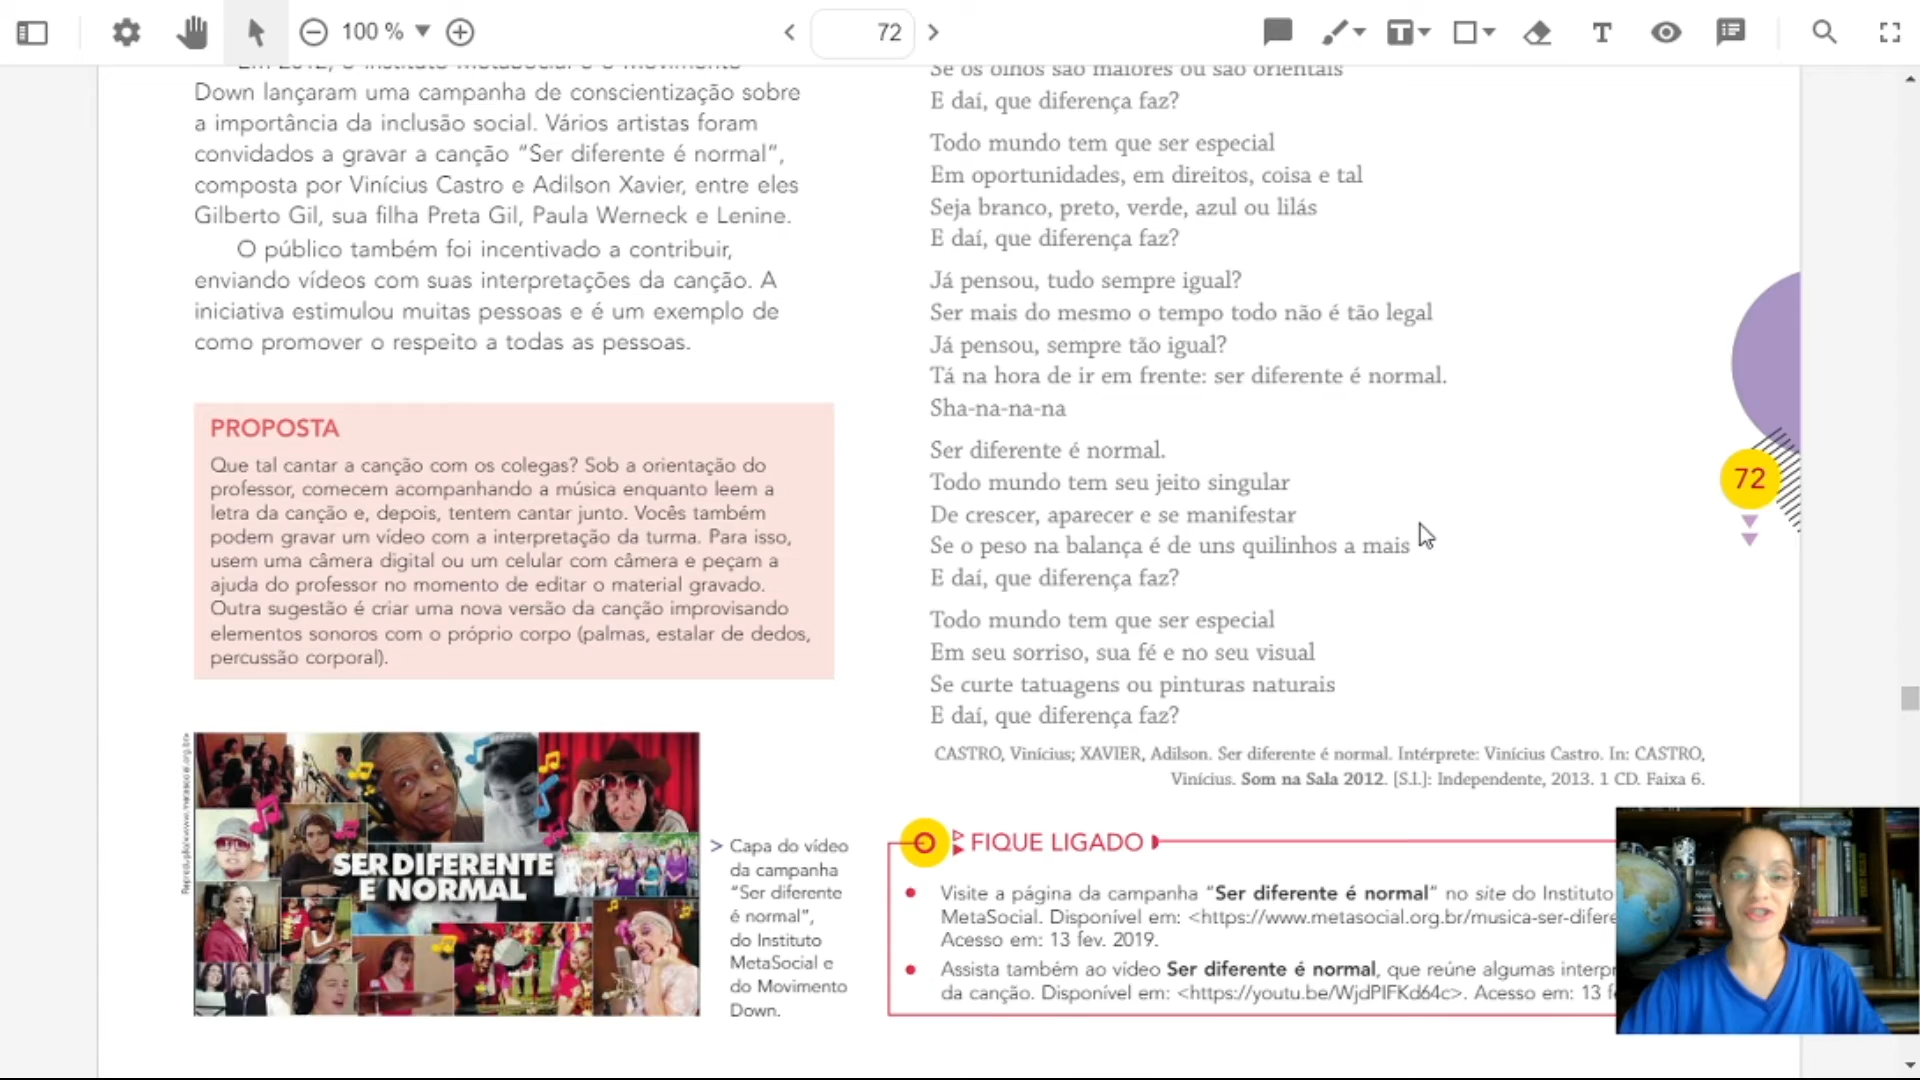 100 %
72
Em 2012, o Instituto MetaSocial e o Movimento
Down lançaram uma campanha de conscientização sobre
a importância da inclusão social. Vários artistas foram
convidados a gravar a canção “Ser diferente é normal”,
composta por Vinícius Castro e Adilson Xavier, entre eles
Gilberto Gil, sua filha Preta Gil, Paula Werneck e Lenine.
O público também foi incentivado a contribuir,
enviando vídeos com suas interpretações da canção. A
iniciativa estimulou muitas pessoas e é um exemplo de
como promover o respeito a todas as pessoas.
PROPOSTA
Que tal cantar a canção com os colegas? Sob a orientação do
professor, comecem acompanhando a música enquanto leem a
letra da canção e, depois, tentem cantar junto. Vocês também
podem gravar um vídeo com a interpretação da turma. Para isso,
usem uma câmera digital ou um celular com câmera e peçam a
ajuda do professor no momento de editar o material gravado.
Outra sugestão é criar uma nova versão da canção improvisando
elementos sonoros com o próprio corpo (palmas, estalar de dedos,
percussão corporal).
SER DIFERENTE
É NORMAL
> Capa do vídeo
da campanha
“Ser diferente
é normal”,
do Instituto
MetaSocial e
do Movimento
Down.
Se os olhos são maiores ou são orientais
E daí, que diferença faz?
Todo mundo tem que ser especial
Em oportunidades, em direitos, coisa e tal
Seja branco, preto, verde, azul ou lilás
E daí, que diferença faz?
Já pensou, tudo sempre igual?
Ser mais do mesmo o tempo todo não é tão legal
Já pensou, sempre tão igual?
Tá na hora de ir em frente: ser diferente é normal.
Sha-na-na-na
Ser diferente é normal.
Todo mundo tem seu jeito singular
De crescer, aparecer e se manifestar
Se o peso na balança é de uns quilinhos a mais
E daí, que diferença faz?
Todo mundo tem que ser especial
Em seu sorriso, sua fé e no seu visual
Se curte tatuagens ou pinturas naturais
E daí, que diferença faz?
CASTRO, Vinícius; XAVIER, Adilson. Ser diferente é normal. Intérprete: Vinícius Castro. In: CASTRO,
Vinícius. Som na Sala 2012. [S.l.]: Independente, 2013. 1 CD. Faixa 6.
72
FIQUE LIGADO
• Visite a página da campanha “Ser diferente é normal” no site do Instituto
MetaSocial. Disponível em: <https://www.metasocial.org.br/musica-ser-difere
Acesso em: 13 fev. 2019.
• Assista também ao vídeo Ser diferente é normal, que reúne algumas interpr
da canção. Disponível em: <https://youtu.be/WjdPIFKd64c>. Acesso em: 13 f